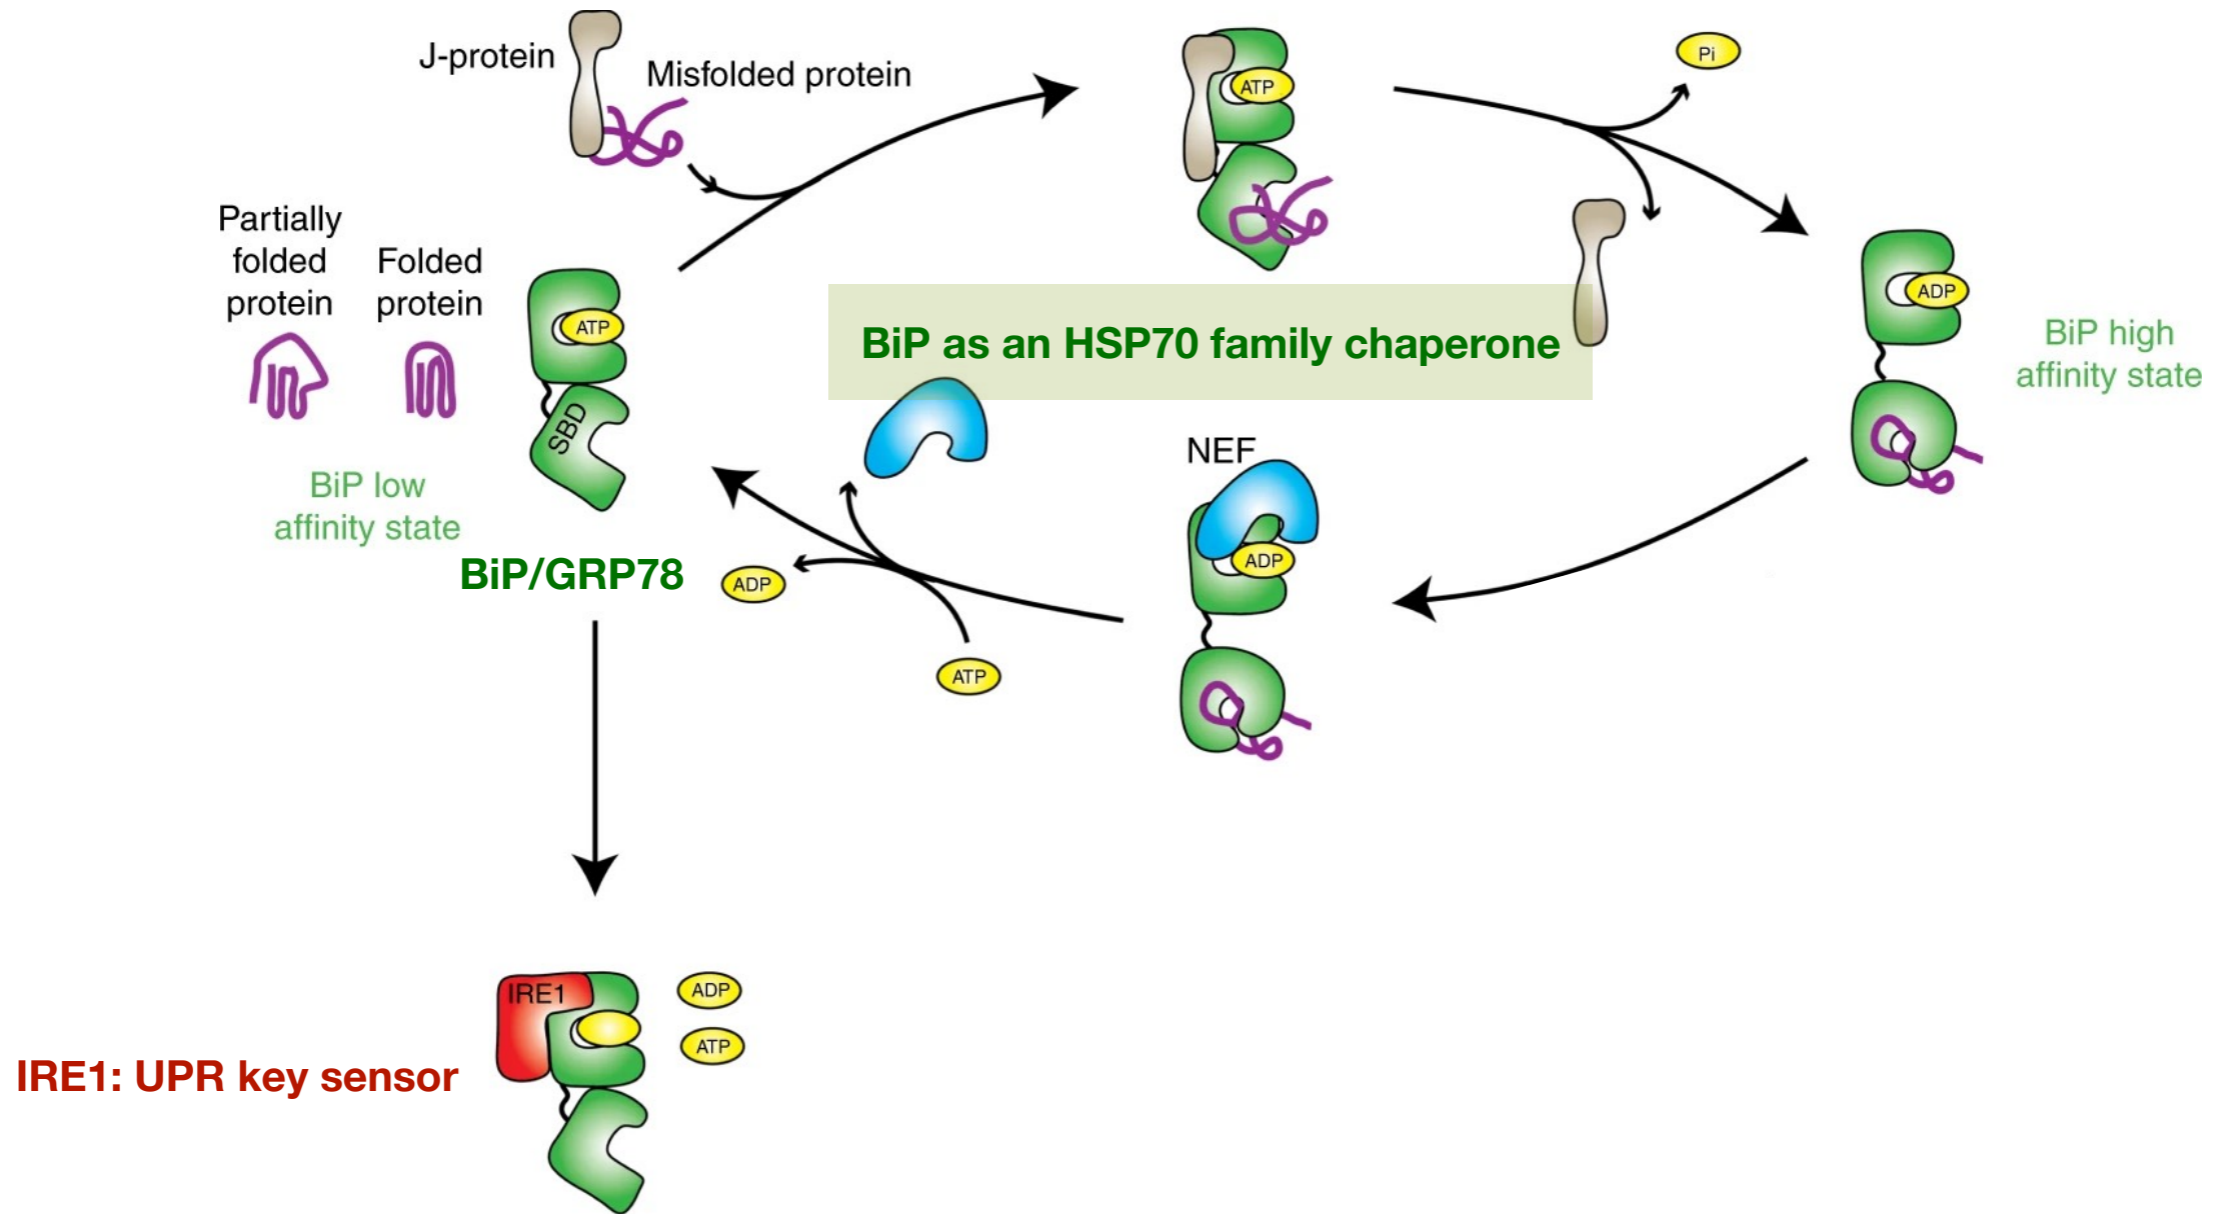 J-protein
Misfolded protein
ATP
Pi
Partially
folded
protein
Folded
protein
ATP
SBD
BiP low
affinity state
BiP/GRP78
BiP as an HSP70 family chaperone
ADP
BiP high
affinity state
NEF
ADP
ADP
ATP
IRE1
ADP
ATP
IRE1: UPR key sensor